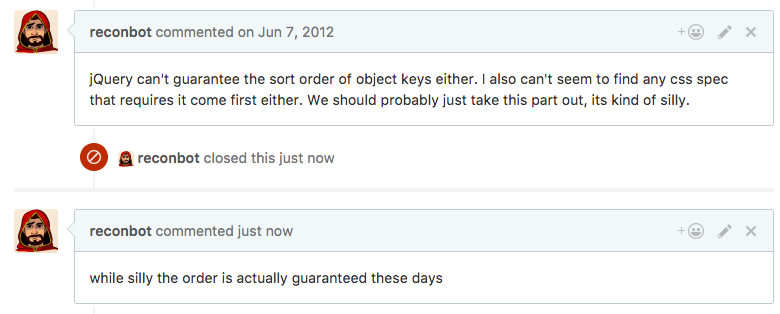 reconbot commented on Jun 7, 2012
jQuery can't guarantee the sort order of object keys either. I also can't seem to find any css spec
that requires it come first either. We should probably just take this part out, its kind of silly.
reconbot closed this just now
reconbot commented just now
while silly the order is actually guaranteed these days